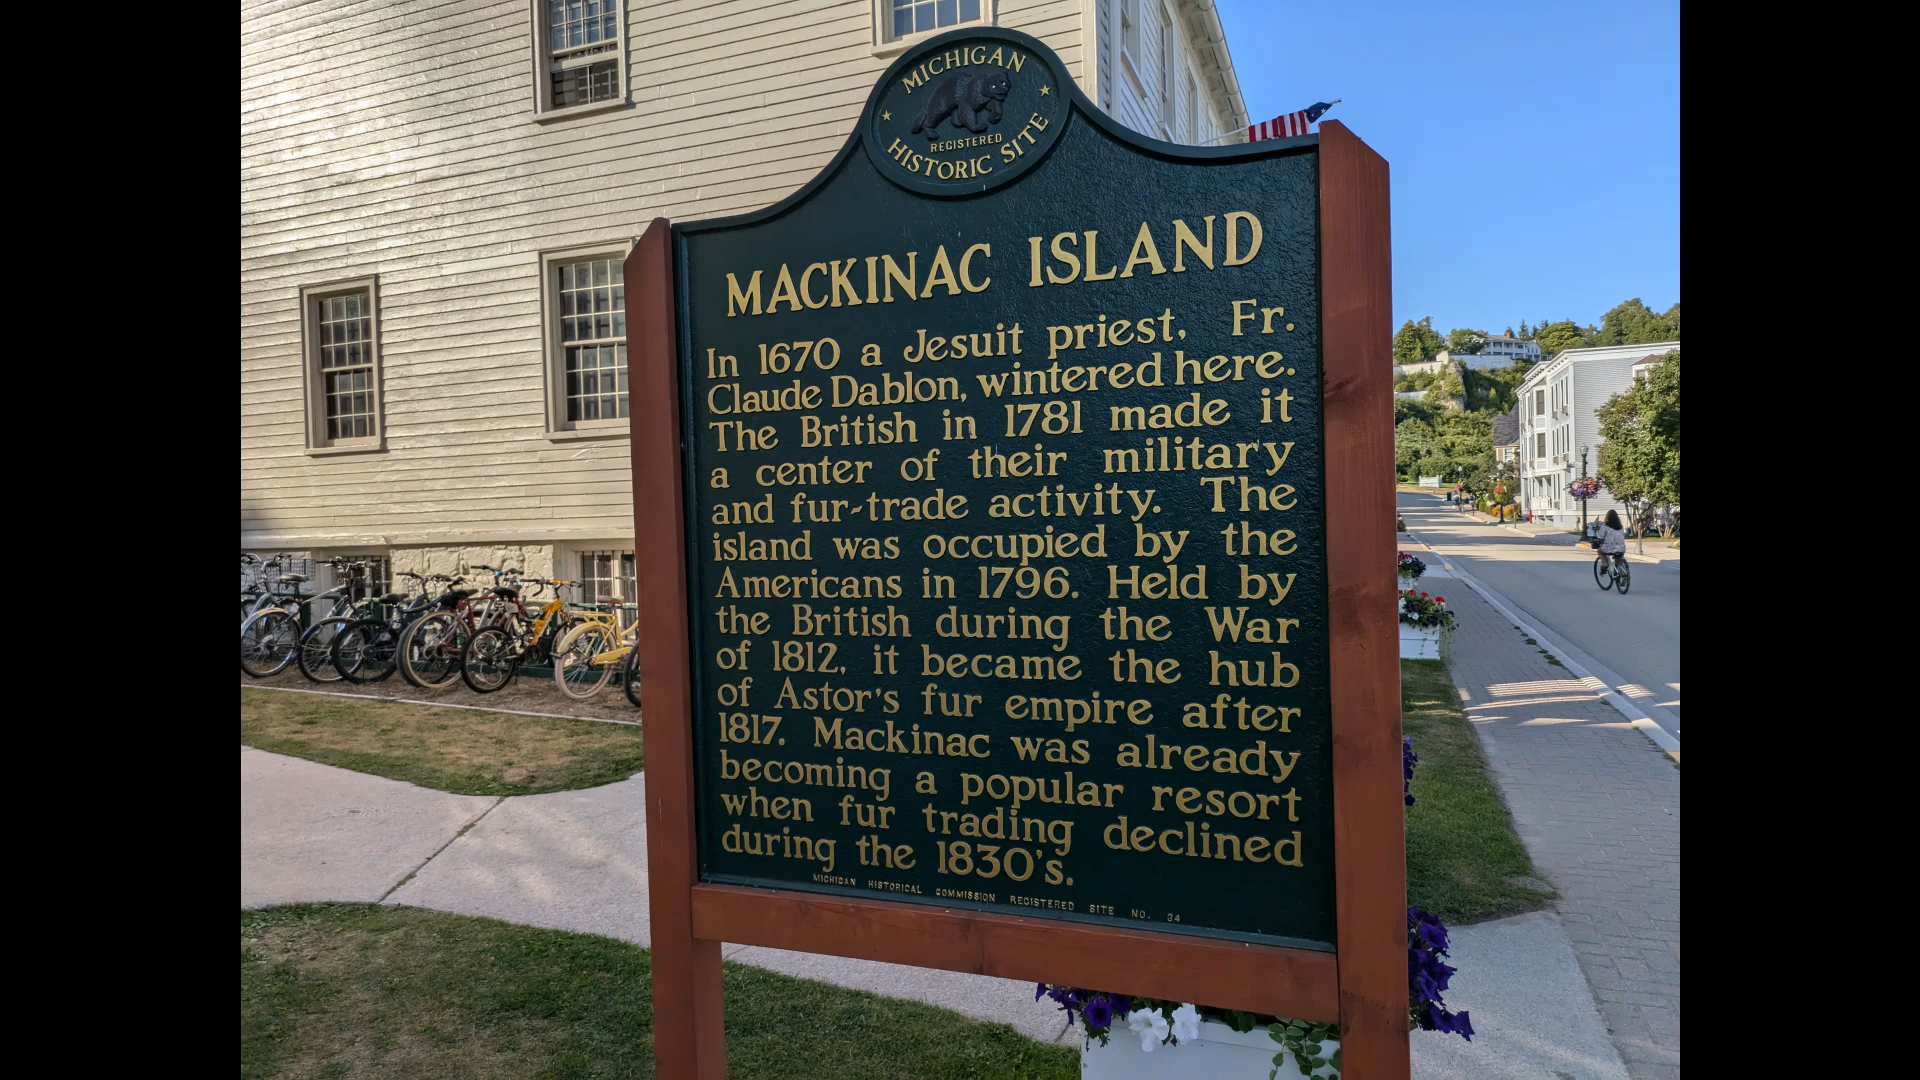 MICHIGAN
REGISTERED
HISTORIC SITE
MACKINAC ISLAND
In 1670 a Jesuit priest, Fr.
Claude Dablon, wintered here.
The British in 1781 made it
a center of their military
and fur-trade activity. The
island was occupied by the
Americans in 1796. Held by
the British during the War
of 1812, it became the hub
of Astor's fur empire after
1817. Mackinac was already
becoming a popular resort
when fur trading declined
during the 1830's.
MICHIGAN HISTORICAL COMMISSION REGISTERED SITE NO. 34